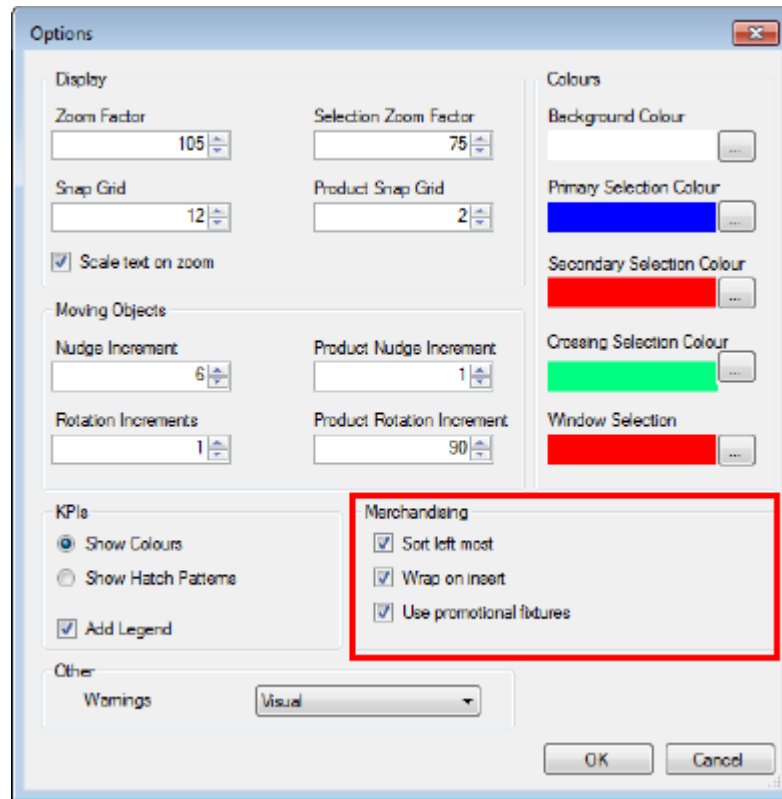 Options
Display
Zoom Factor
Selection Zoom Factor
105
75
Snap Grid
Product Snap Grid
12
2
Scale text on zoom
Colours
Background Colour
...
Primary Selection Colour
...
Secondary Selection Colour
...
Crossing Selection Colour
...
Window Selection
...
Moving Objects
Nudge Increment
Product Nudge Increment
6
1
Rotation Increments
Product Rotation Increment
1
90
KPIs
Show Colours
Show Hatch Patterns
Add Legend
Merchandising
Sort left most
Wrap on insert
Use promotional fixtures
Other
Warnings
Visual
OK
Cancel